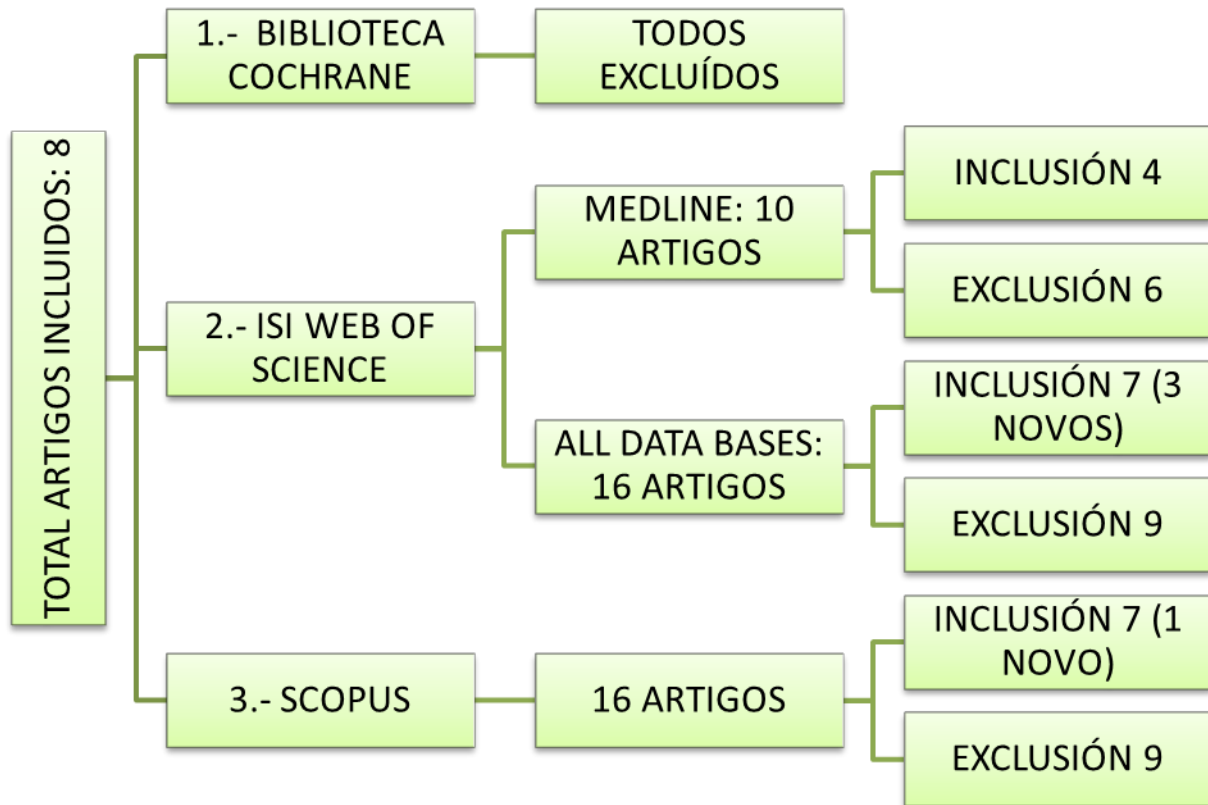 TOTAL ARTIGOS INCLUIDOS: 8
1.- BIBLIOTECA
COCHRANE
TODOS
EXCLUÍDOS
2.- ISI WEB OF
SCIENCE
MEDLINE: 10
ARTIGOS
INCLUSIÓN 4
EXCLUSIÓN 6
ALL DATA BASES:
16 ARTIGOS
INCLUSIÓN 7 (3
NOVOS)
EXCLUSIÓN 9
3.- SCOPUS
16 ARTIGOS
INCLUSIÓN 7 (1
NOVO)
EXCLUSIÓN 9